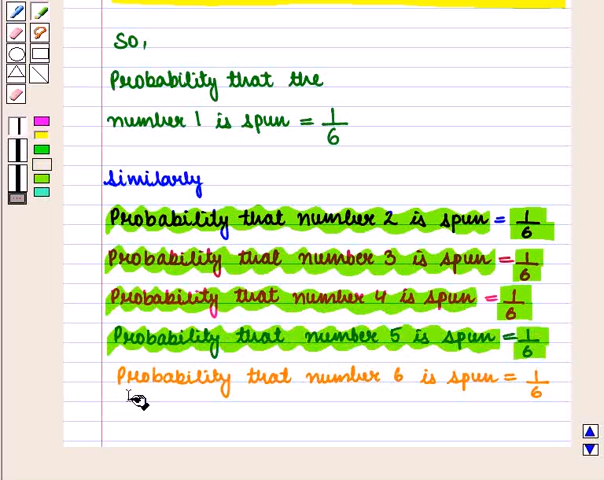 So,
Probability that the
number 1 is spun = 1/6
Similarly
Probability that number 2 is spun = 1/6
Probability that number 3 is spun = 1/6
Probability that number 4 is spun = 1/6
Probability that number 5 is spun = 1/6
Probability that number 6 is spun = 1/6